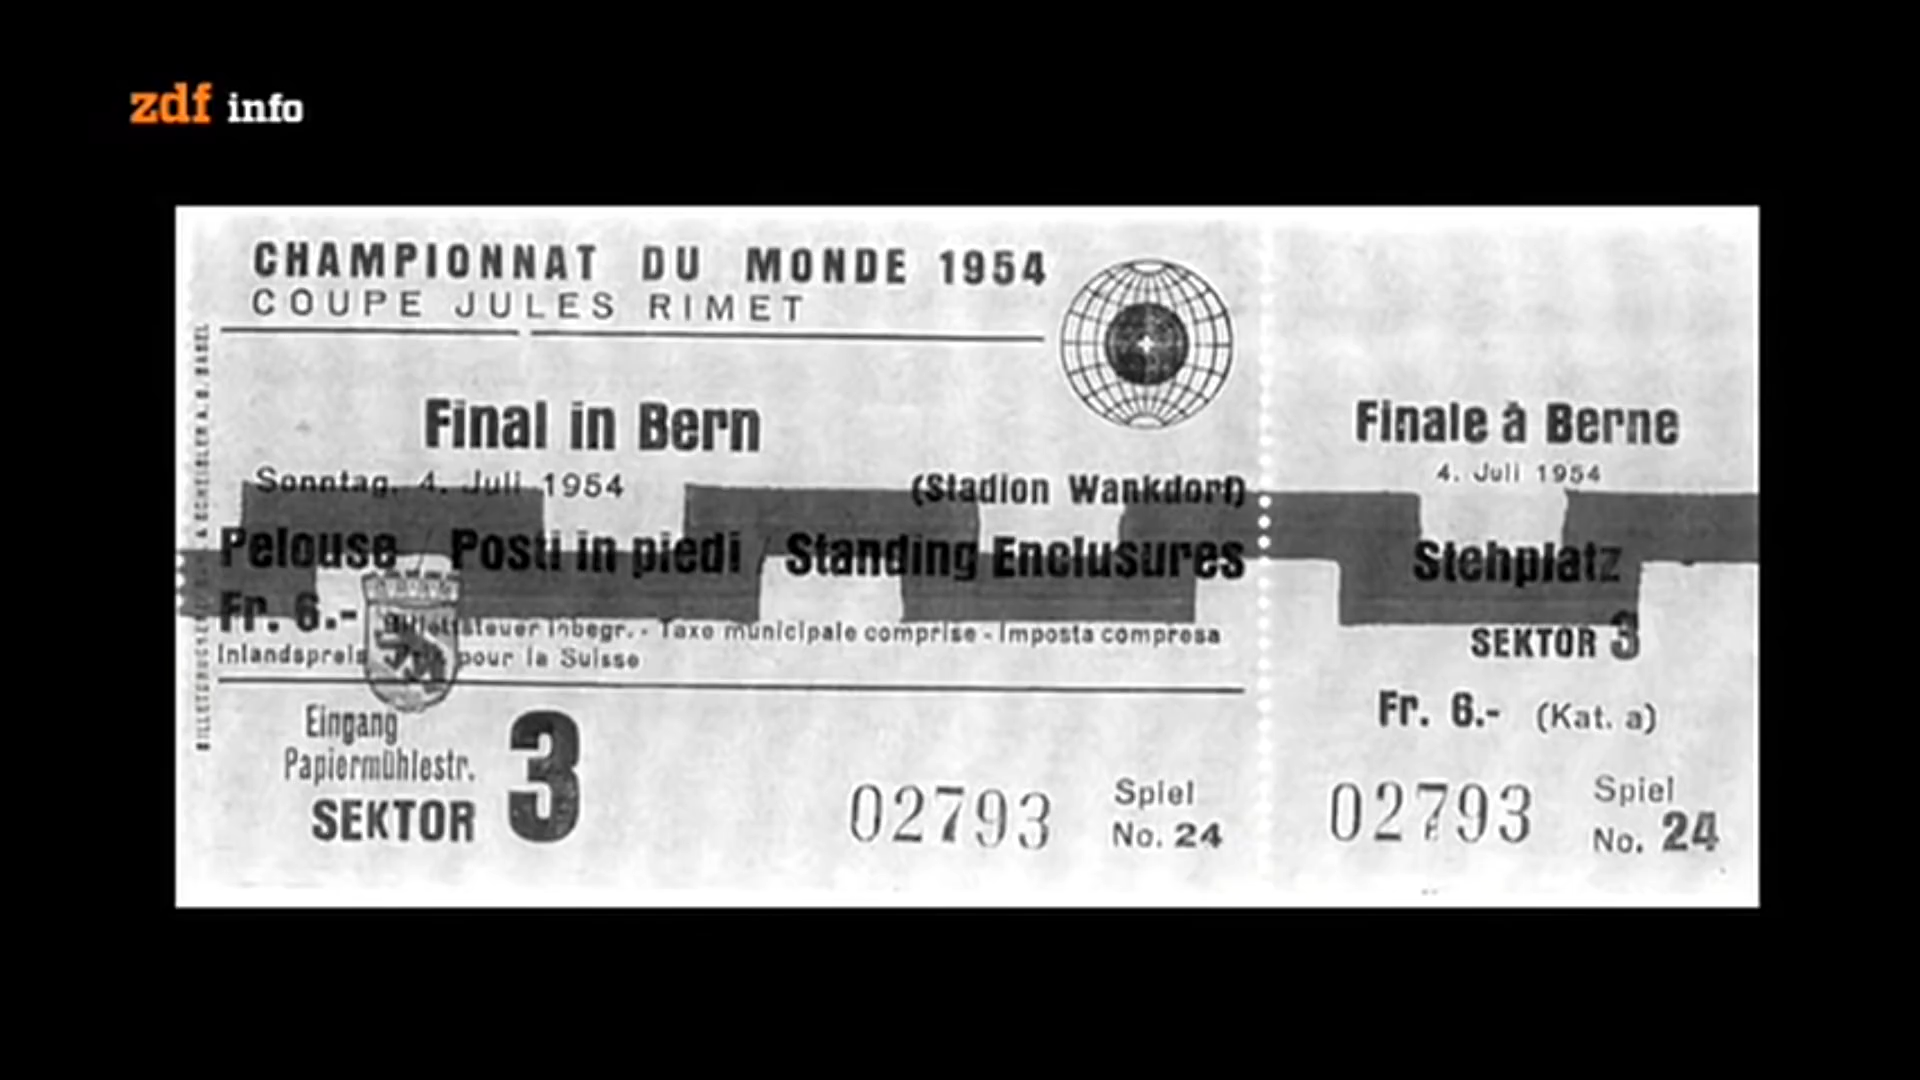 zdf info
CHAMPIONNAT DU MONDE 1954
COUPE JULES RIMET
Final in Bern
Sonntag, 4. Juli 1954
(Stadion Wankdorf)
Pelouse / Posti in piedi / Standing Enclusures
Fr. 6.-
Billettsteuer inbegr. - Taxe municipale comprise - Imposta compresa
Inlandspreis pour la Suisse
Eingang
Papiermühlestr.
SEKTOR 3
02793
Spiel
No. 24
Finale à Berne
4. Juli 1954
Stehplatz
SEKTOR 3
Fr. 6.- (Kat. a)
02793
Spiel
No. 24